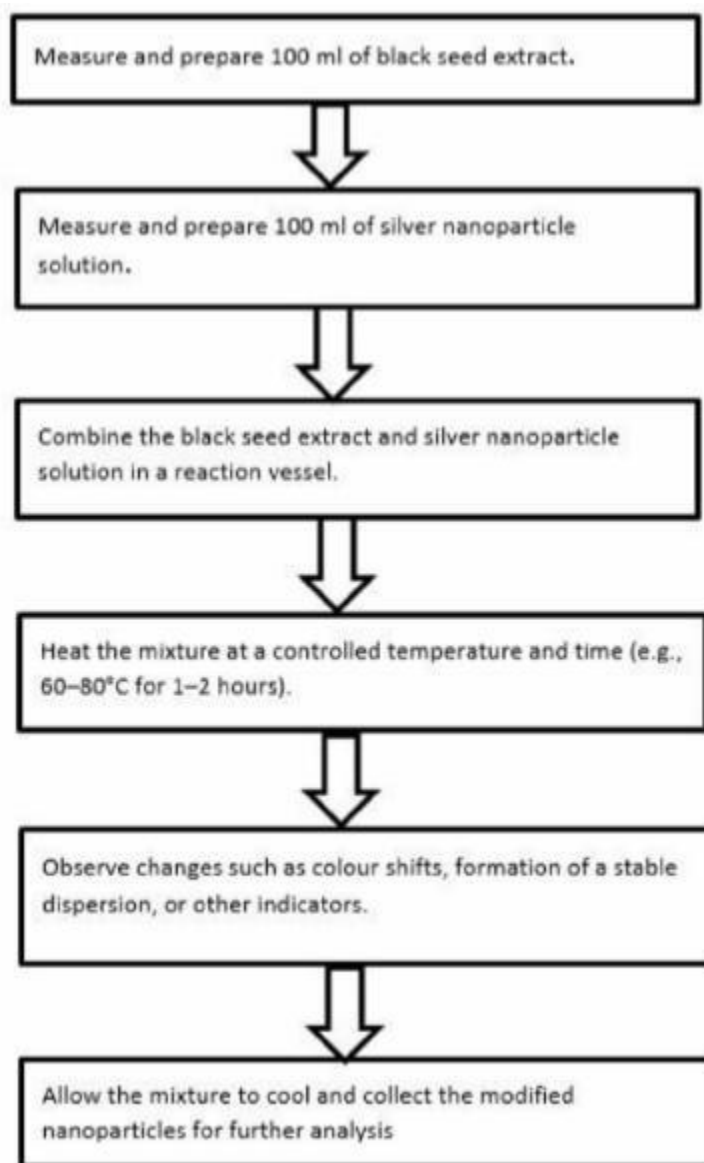 Measure and prepare 100 ml of black seed extract.
Measure and prepare 100 ml of silver nanoparticle
solution.
Combine the black seed extract and silver nanoparticle
solution in a reaction vessel.
Heat the mixture at a controlled temperature and time (e.g.,
60–80°C for 1–2 hours).
Observe changes such as colour shifts, formation of a stable
dispersion, or other indicators.
Allow the mixture to cool and collect the modified
nanoparticles for further analysis